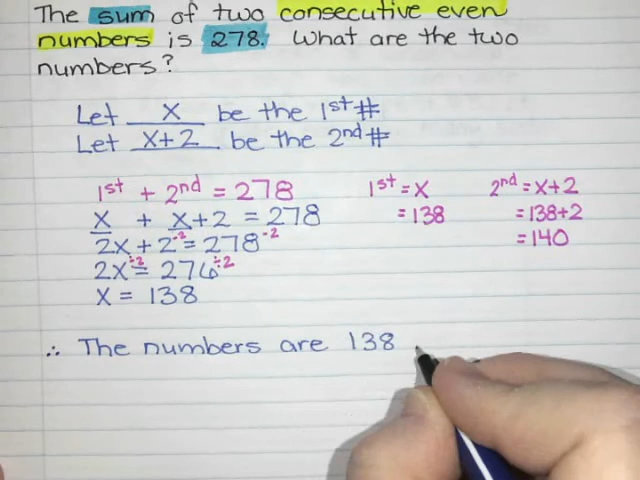 The sum of two consecutive even
numbers is 278. What are the two
numbers?
Let x be the 1st #
Let x+2 be the 2nd #
1st + 2nd = 278
x + x+2 = 278
2x + 2 -2 = 278 -2
2x ÷2 = 276 ÷2
x = 138
1st = x
= 138
2nd = x+2
= 138+2
= 140
∴ The numbers are 138